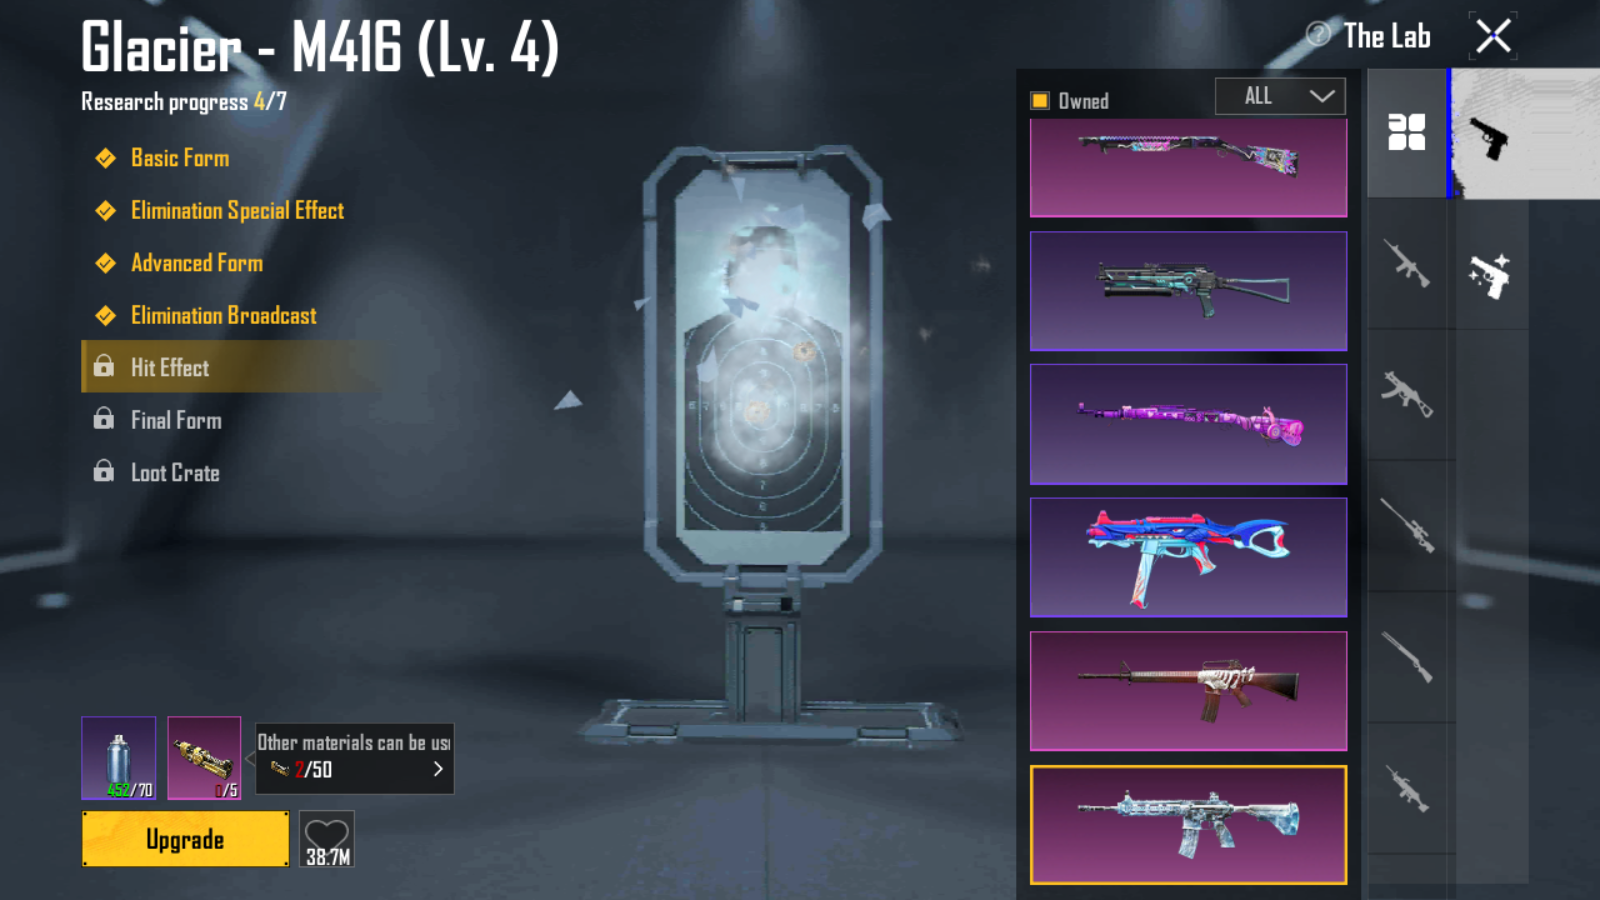 Glacier - M416 (Lv. 4)
Research progress 4/7
Basic Form
Elimination Special Effect
Advanced Form
Elimination Broadcast
Hit Effect
Final Form
Loot Crate
452/70
0/5
Other materials can be usi
2/50
Upgrade
38.7M
? The Lab
Owned
ALL